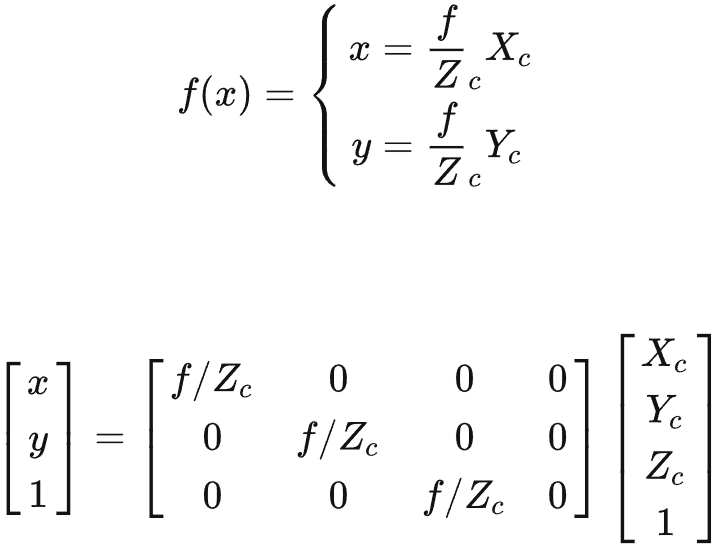 f(x) = { x = f/Z_c X_c
y = f/Z_c Y_c
[x y 1] = [f/Z_c 0 0 0; 0 f/Z_c 0 0; 0 0 f/Z_c 0] [X_c Y_c Z_c 1]